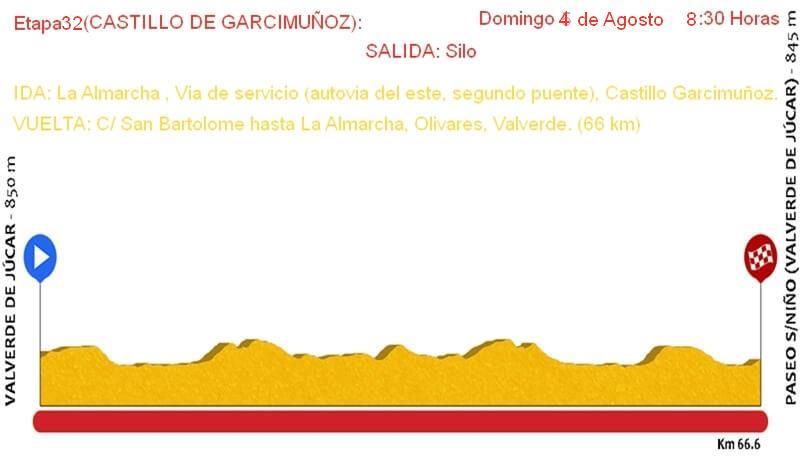 Etapa32(CASTILLO DE GARCIMUÑOZ): Domingo 4 de Agosto 8:30 Horas
SALIDA: Silo
IDA: La Almarcha , Via de servicio (autovia del este, segundo puente), Castillo Garcimuñoz.
VUELTA: C/ San Bartolome hasta La Almarcha, Olivares, Valverde. (66 km)
VALVERDE DE JÚCAR - 850 m
PASEO S/NIÑO (VALVERDE DE JÚCAR) - 845 m
Km 66.6